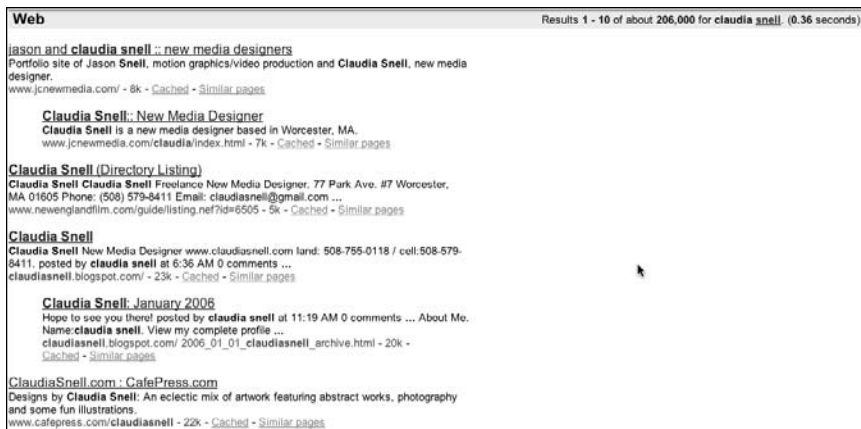 Web Results 1 - 10 of about 206,000 for claudia snell. (0.36 seconds)
jason and claudia snell :: new media designers
Portfolio site of Jason Snell, motion graphics/video production and Claudia Snell, new media
designer.
www.jcnewmedia.com/ - 8k - Cached - Similar pages
Claudia Snell:: New Media Designer
Claudia Snell is a new media designer based in Worcester, MA.
www.jcnewmedia.com/claudia/index.html - 7k - Cached - Similar pages
Claudia Snell (Directory Listing)
Claudia Snell Claudia Snell Freelance New Media Designer. 77 Park Ave. #7 Worcester,
MA 01605 Phone: (508) 579-8411 Email: claudiasnell@gmail.com ...
www.newenglandfilm.com/guide/listing.nef?id=6505 - 5k - Cached - Similar pages
Claudia Snell
Claudia Snell New Media Designer www.claudiasnell.com land: 508-755-0118 / cell:508-579-
8411. posted by claudia snell at 6:36 AM 0 comments ...
claudiasnell.blogspot.com/ - 23k - Cached - Similar pages
Claudia Snell: January 2006
Hope to see you there! posted by claudia snell at 11:19 AM 0 comments ... About Me.
Name:claudia snell. View my complete profile ...
claudiasnell.blogspot.com/ 2006_01_01_claudiasnell_archive.html - 20k -
Cached - Similar pages
ClaudiaSnell.com : CafePress.com
Designs by Claudia Snell: An eclectic mix of artwork featuring abstract works, photography
and some fun illustrations.
www.cafepress.com/claudiasnell - 22k - Cached - Similar pages